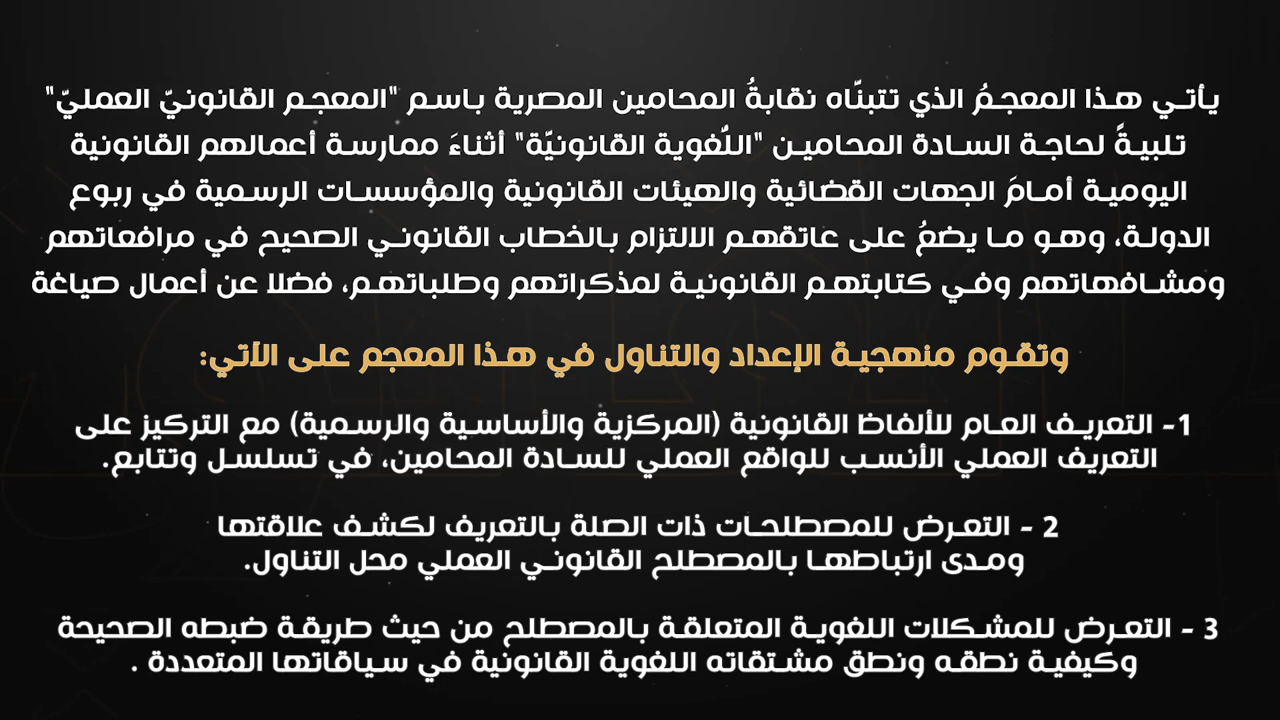 يأتي هذا المعجمُ الذي تتبنّاه نقابةُ المحامين المصرية باسم "المعجم القانونيّ العمليّ"
تلبيةً لحاجة السادة المحامين "اللُّغوية القانونيّة" أثناءَ ممارسة أعمالهم القانونية
اليومية أمامَ الجهات القضائية والهيئات القانونية والمؤسسات الرسمية في ربوع
الدولة، وهو ما يضعُ على عاتقهم الالتزام بالخطاب القانوني الصحيح في مرافعاتهم
ومشافهاتهم وفي كتابتهم القانونية لمذكراتهم وطلباتهم، فضلا عن أعمال صياغة
وتقوم منهجية الإعداد والتناول في هذا المعجم على الآتي:
1- التعريف العام للألفاظ القانونية (المركزية والأساسية والرسمية) مع التركيز على
التعريف العملي الأنسب للواقع العملي للسادة المحامين، في تسلسل وتتابع.
2 - التعرض للمصطلحات ذات الصلة بالتعريف لكشف علاقتها
ومدى ارتباطها بالمصطلح القانوني العملي محل التناول.
3 - التعرض للمشكلات اللغوية المتعلقة بالمصطلح من حيث طريقة ضبطه الصحيحة
وكيفية نطقه ونطق مشتقاته اللغوية القانونية في سياقاتها المتعددة .